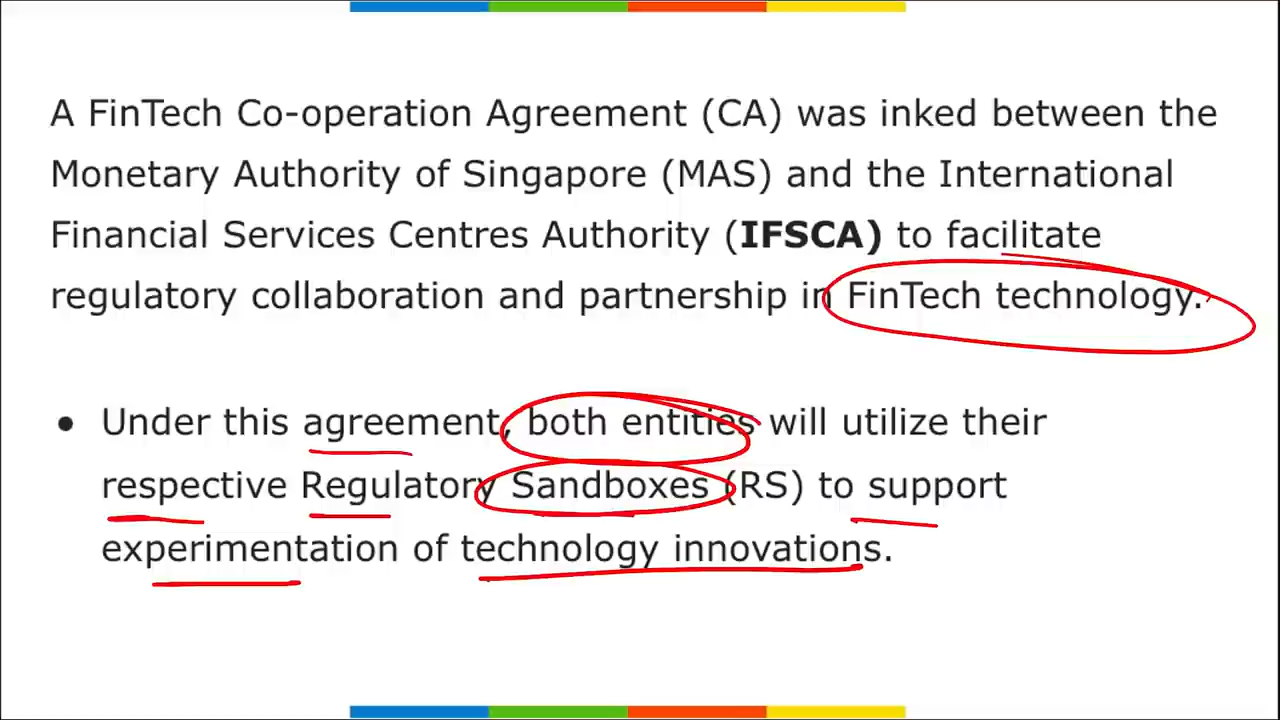 A FinTech Co-operation Agreement (CA) was inked between the
Monetary Authority of Singapore (MAS) and the International
Financial Services Centres Authority (IFSCA) to facilitate
regulatory collaboration and partnership in FinTech technology.
● Under this agreement, both entities will utilize their
respective Regulatory Sandboxes (RS) to support
experimentation of technology innovations.